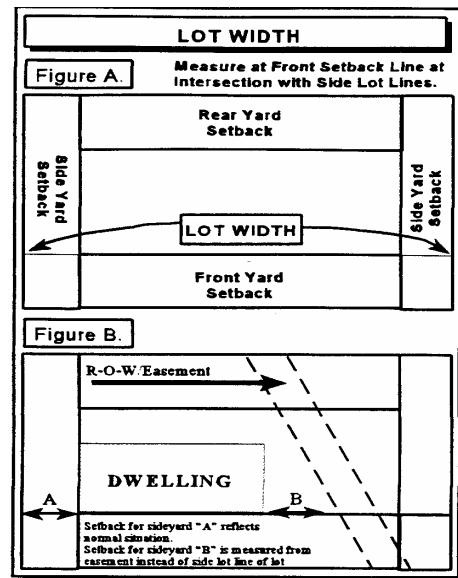 LOT WIDTH
Figure A.
Measure at Front Setback Line at
Intersection with Side Lot Lines.
Rear Yard
Setback
Side Yard
Setback
Side Yard
Setback
LOT WIDTH
Front Yard
Setback
Figure B.
R-O-W/Easement
DWELLING
A
B
Setback for sideyard "A" reflects
normal situation.
Setback for sideyard "B" is measured from
easement instead of side lot line of lot